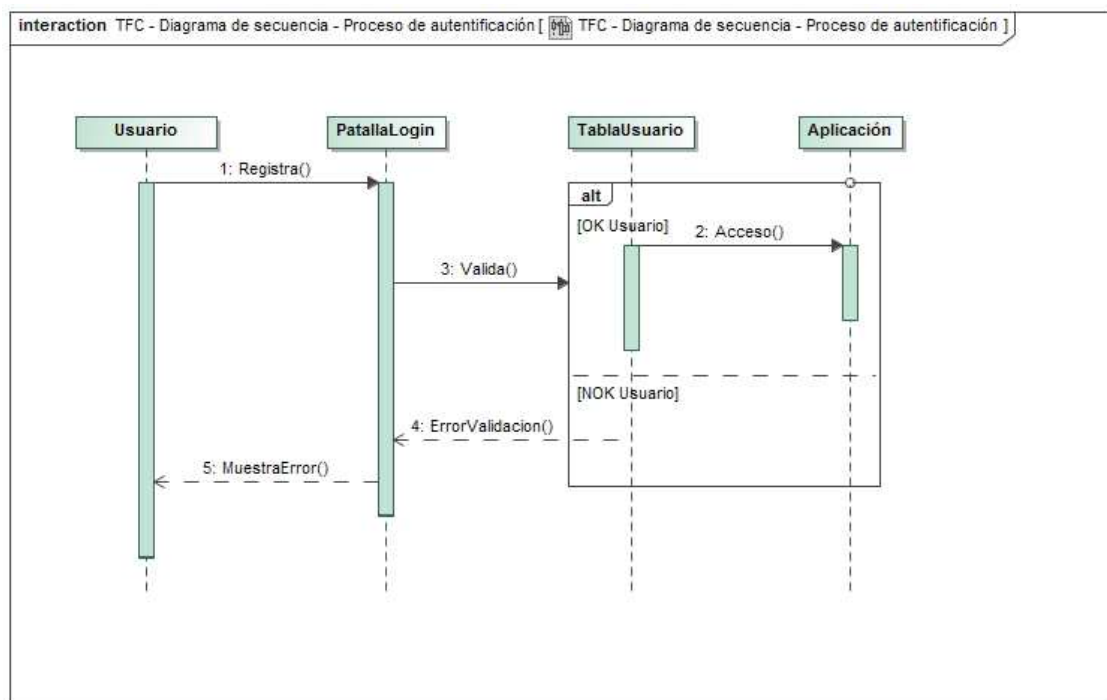 interaction TFC - Diagrama de secuencia - Proceso de autentificación [ TFC - Diagrama de secuencia - Proceso de autentificación ]
Usuario
PatallaLogin
TablaUsuario
Aplicación
1: Registra()
alt
[OK Usuario]
2: Acceso()
3: Valida()
[NOK Usuario]
4: ErrorValidacion()
5: MuestraError()